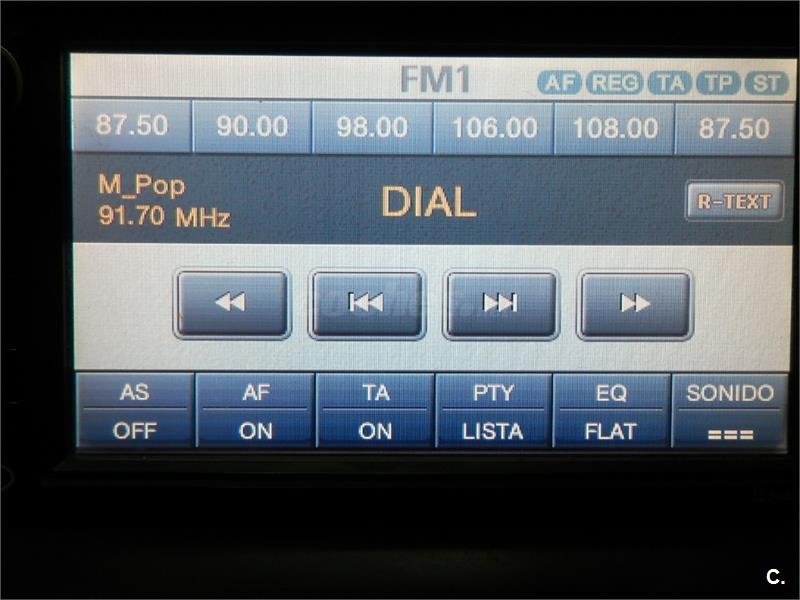 FM1 AF REG TA TP ST
87.50 90.00 98.00 106.00 108.00 87.50
M_Pop
91.70 MHz
DIAL
R-TEXT
AS AF TA PTY EQ SONIDO
OFF ON ON LISTA FLAT ===
C.